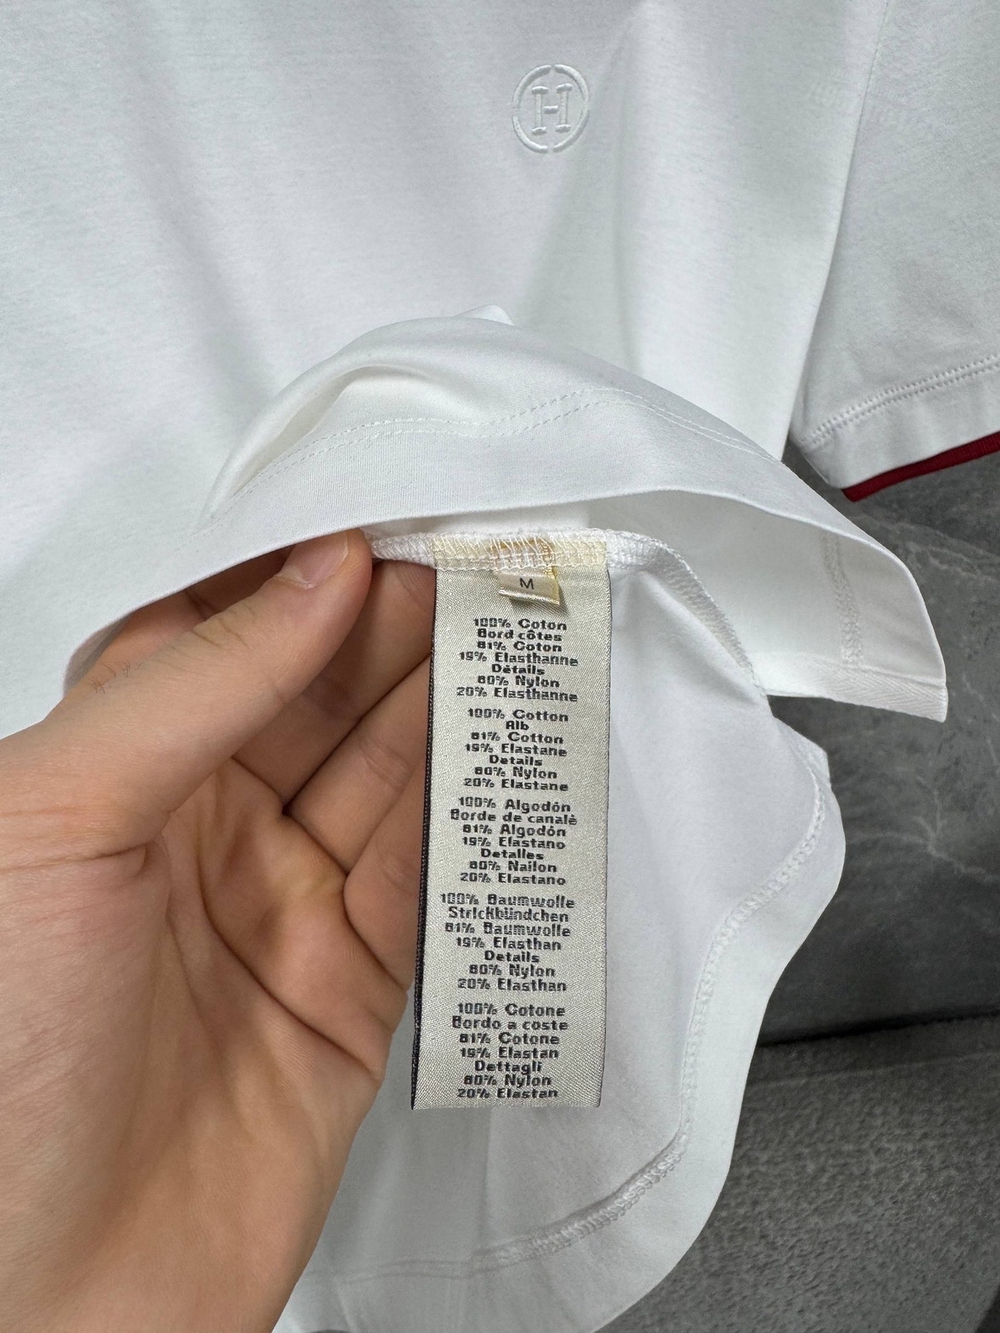 H
M
100% Coton
Bord côtes
81% Coton
19% Elasthanne
Détails
80% Nylon
20% Elasthanne
100% Cotton
Rib
81% Cotton
19% Elastane
Details
80% Nylon
20% Elastane
100% Algodón
Borde de canalè
81% Algodón
19% Elastano
Detalles
80% Nailon
20% Elastano
100% Baumwolle
Strickbündchen
81% Baumwolle
19% Elasthan
Details
80% Nylon
20% Elasthan
100% Cotone
Bordo a coste
81% Cotone
19% Elastan
Dettagli
80% Nylon
20% Elastan